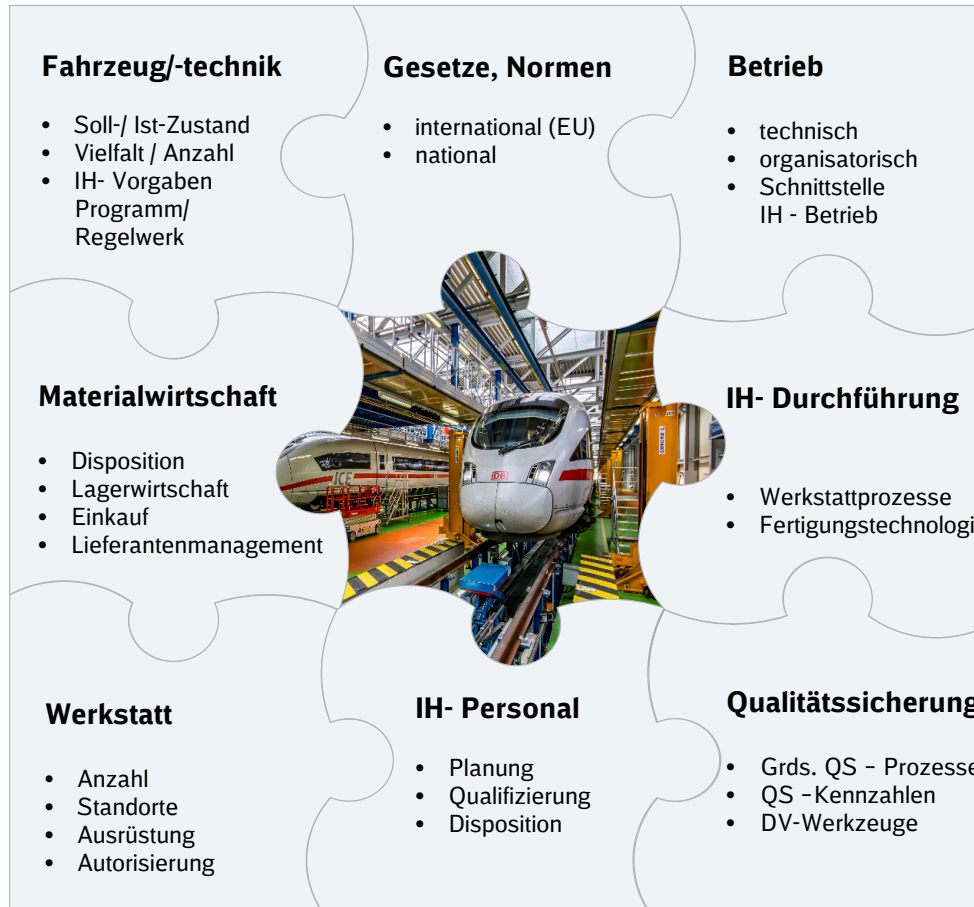 Fahrzeug/-technik
• Soll-/ Ist-Zustand
• Vielfalt / Anzahl
• IH- Vorgaben
Programm/
Regelwerk
Gesetze, Normen
• international (EU)
• national
Betrieb
• technisch
• organisatorisch
• Schnittstelle
IH - Betrieb
Materialwirtschaft
• Disposition
• Lagerwirtschaft
• Einkauf
• Lieferantenmanagement
ICE
DB
IH- Durchführung
• Werkstattprozesse
• Fertigungstechnologi
Werkstatt
• Anzahl
• Standorte
• Ausrüstung
• Autorisierung
IH- Personal
• Planung
• Qualifizierung
• Disposition
Qualitätssicherung
• Grds. QS – Prozesse
• QS –Kennzahlen
• DV-Werkzeuge